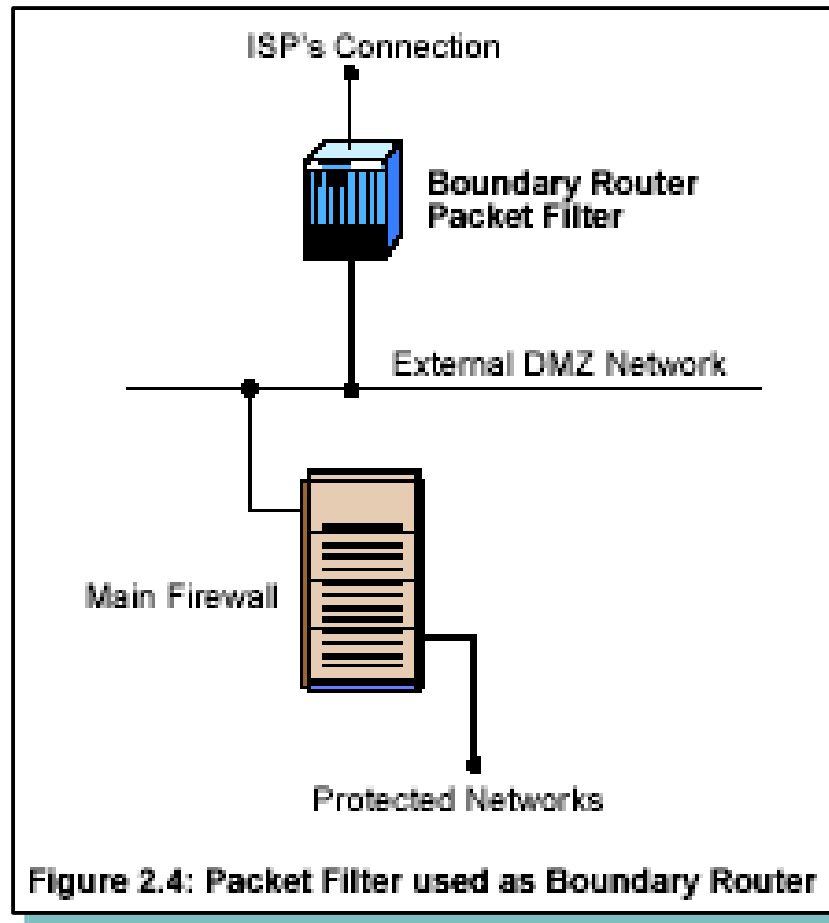 ISP's Connection
Boundary Router
Packet Filter
External DMZ Network
Main Firewall
Protected Networks
Figure 2.4: Packet Filter used as Boundary Router